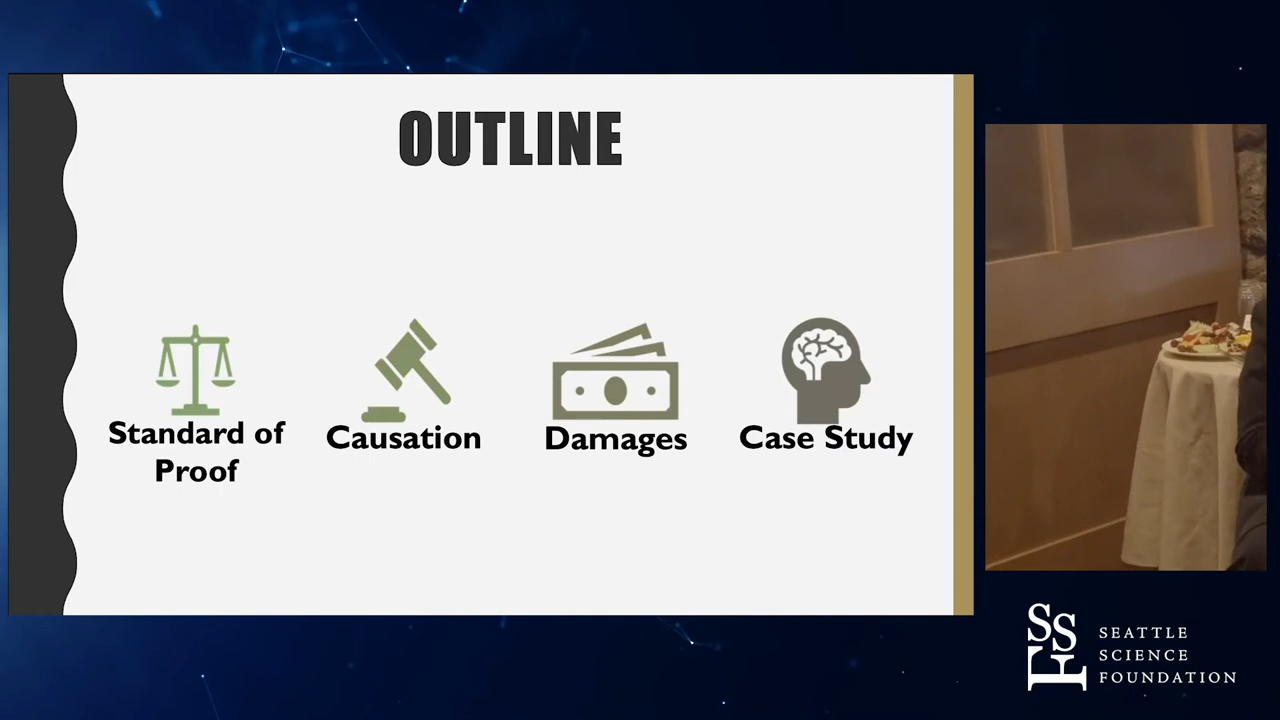 OUTLINE
Standard of
Proof
Causation
Damages
Case Study
SSF
SEATTLE
SCIENCE
FOUNDATION